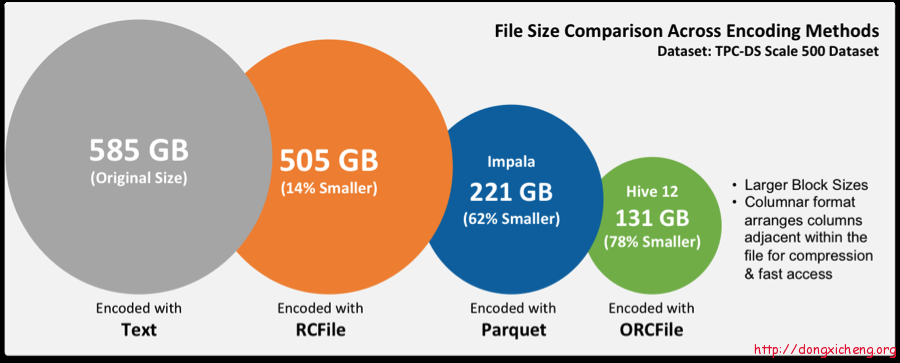 File Size Comparison Across Encoding Methods
Dataset: TPC-DS Scale 500 Dataset
585 GB
(Original Size)
505 GB
(14% Smaller)
Impala
221 GB
(62% Smaller)
Hive 12
131 GB
(78% Smaller)
• Larger Block Sizes
• Columnar format
arranges columns
adjacent within the
file for compression
& fast access
Encoded with
Text
Encoded with
RCFile
Encoded with
Parquet
Encoded with
ORCFile
http://dongxicheng.org